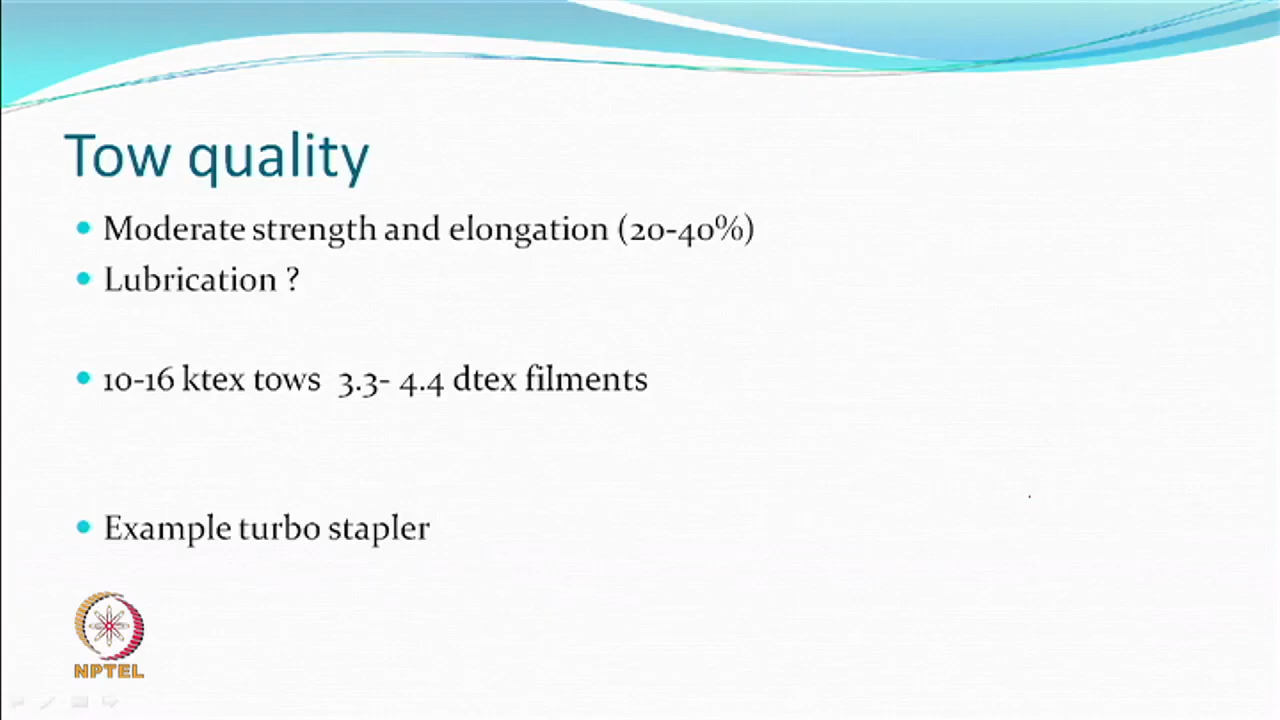 Tow quality
Moderate strength and elongation (20-40%)
Lubrication ?
10-16 ktex tows 3.3- 4.4 dtex filments
Example turbo stapler
NPTEL